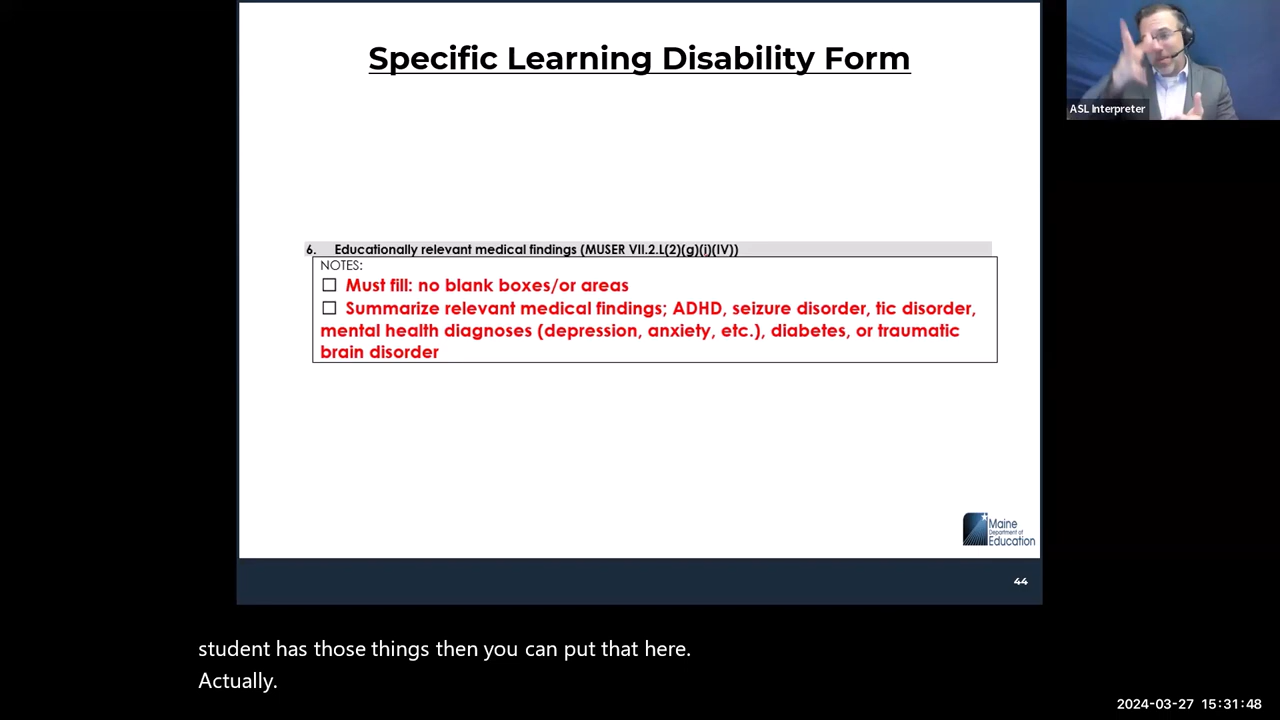 Specific Learning Disability Form
ASL Interpreter
6. Educationally relevant medical findings (MUSER VII.2.L(2)(g)(i)(IV))
NOTES:
☐ Must fill: no blank boxes/or areas
☐ Summarize relevant medical findings; ADHD, seizure disorder, tic disorder,
mental health diagnoses (depression, anxiety, etc.), diabetes, or traumatic
brain disorder
Maine
Department of
Education
44
student has those things then you can put that here.
Actually.
2024-03-27 15:31:48